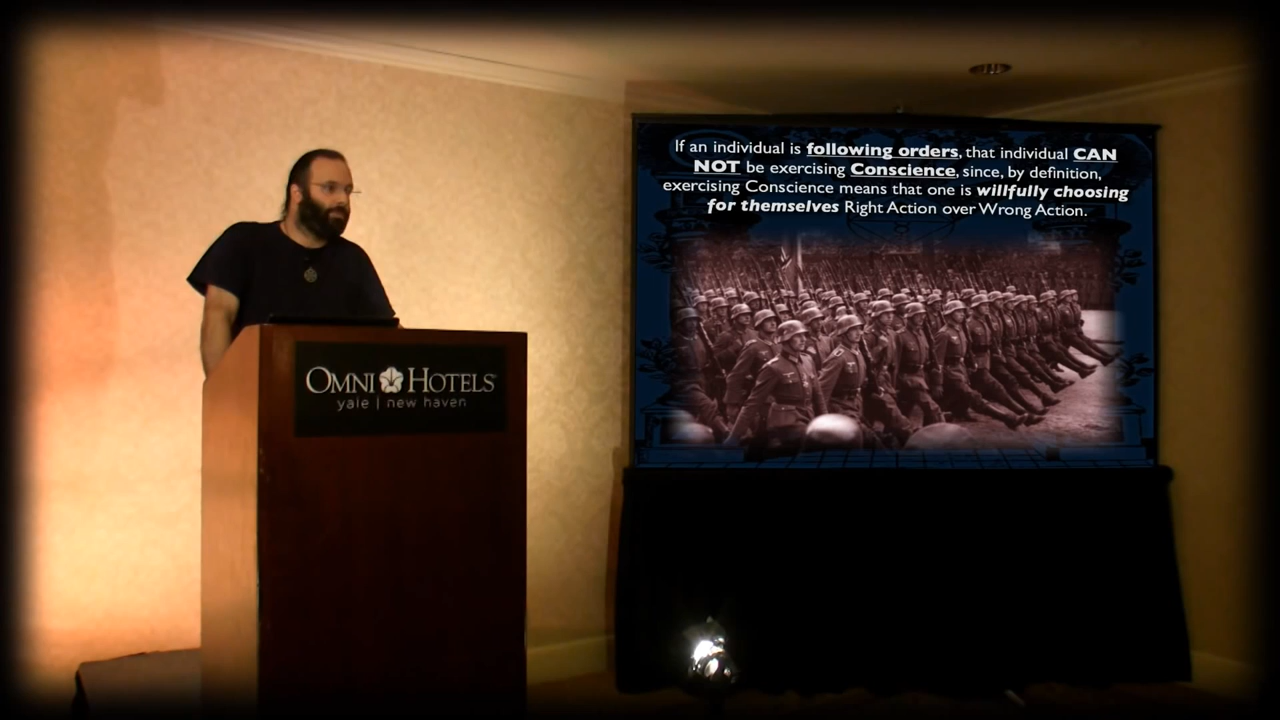 If an individual is following orders, that individual CAN
NOT be exercising Conscience, since, by definition,
exercising Conscience means that one is willfully choosing
for themselves Right Action over Wrong Action.
OMNI HOTELS
yale | new haven